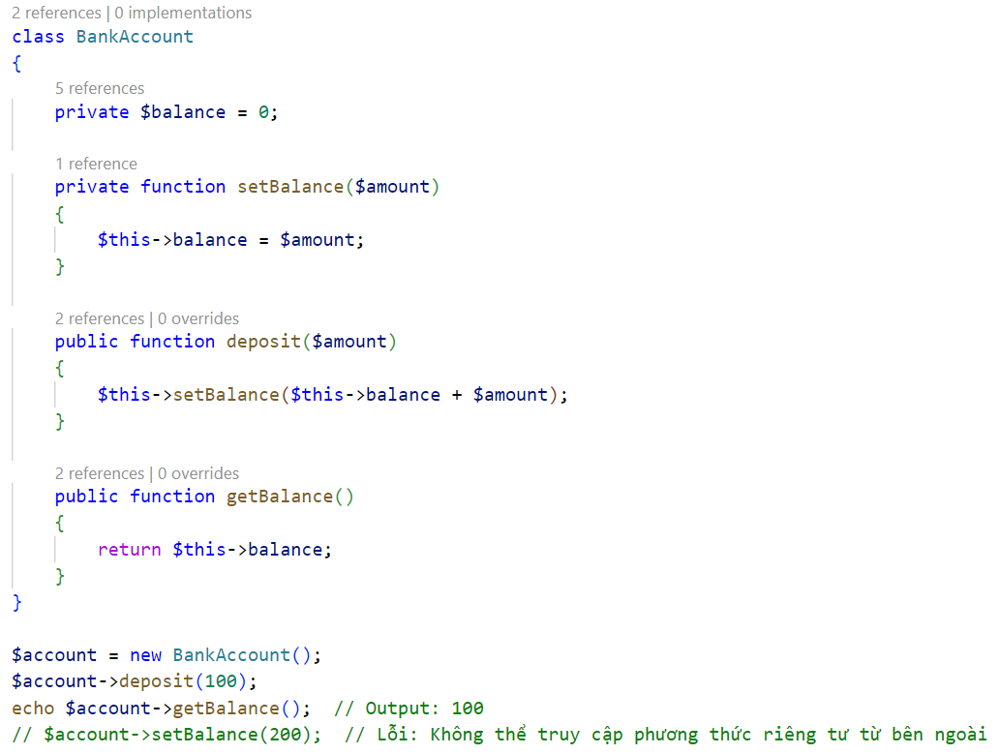 2 references | 0 implementations
class BankAccount
{
5 references
private $balance = 0;
1 reference
private function setBalance($amount)
{
$this->balance = $amount;
}
2 references | 0 overrides
public function deposit($amount)
{
$this->setBalance($this->balance + $amount);
}
2 references | 0 overrides
public function getBalance()
{
return $this->balance;
}
}
$account = new BankAccount();
$account->deposit(100);
echo $account->getBalance();  // Output: 100
// $account->setBalance(200);  // Lỗi: Không thể truy cập phương thức riêng tư từ bên ngoài